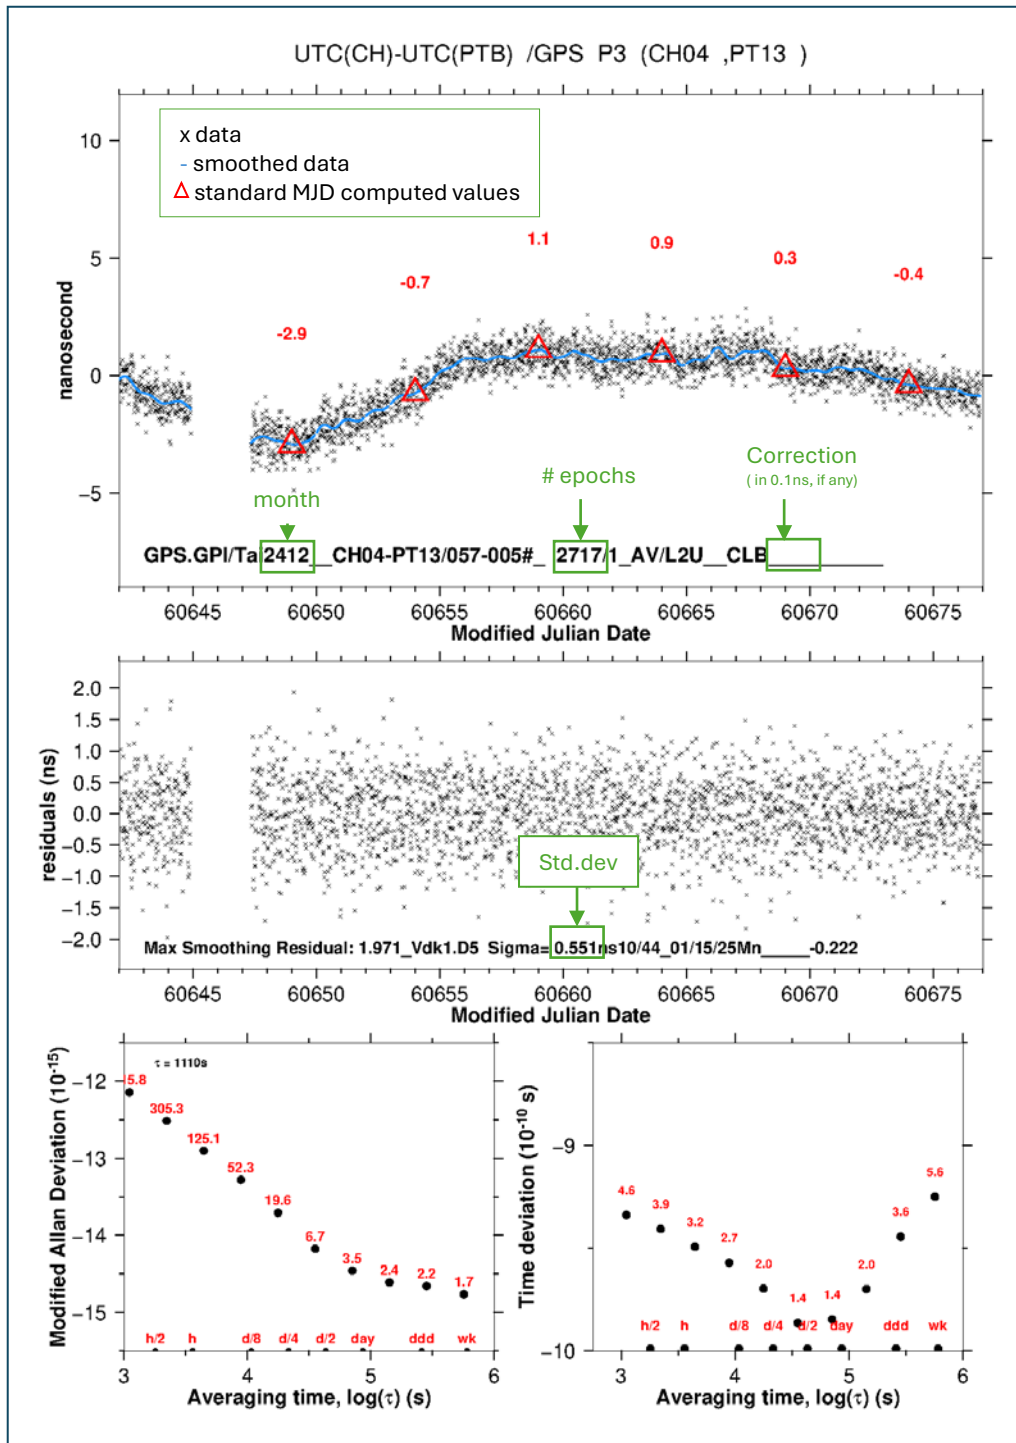 UTC(CH)-UTC(PTB) /GPS P3 (CH04 ,PT13 )
x data
- smoothed data
standard MJD computed values
nanosecond
10
5
0
−5
-2.9
-0.7
1.1
0.9
0.3
-0.4
month
# epochs
Correction
( in 0.1ns, if any)
GPS.GPI/Ta 2412__CH04-PT13/057-005#_ 2717/1_AV/L2U__CLB___________
60645 60650 60655 60660 60665 60670 60675
Modified Julian Date
residuals (ns)
2.0
1.5
1.0
0.5
0.0
−0.5
−1.0
−1.5
−2.0
Std.dev
Max Smoothing Residual: 1.971_Vdk1.D5 Sigma= 0.551ns10/44_01/15/25Mn_____-0.222
60645 60650 60655 60660 60665 60670 60675
Modified Julian Date
Modified Allan Deviation (10⁻¹⁵)
−12
−13
−14
−15
τ = 1110s
305.3
125.1
52.3
19.6
6.7
3.5
2.4
2.2
1.7
h/2 h d/8 d/4 d/2 day ddd wk
3 4 5 6
Averaging time, log(τ) (s)
Time deviation (10⁻¹⁰ s)
−9
−10
4.6
3.9
3.2
2.7
2.0
1.4
1.4
2.0
3.6
5.6
h/2 h d/8 d/4 d/2 day ddd wk
3 4 5 6
Averaging time, log(τ) (s)